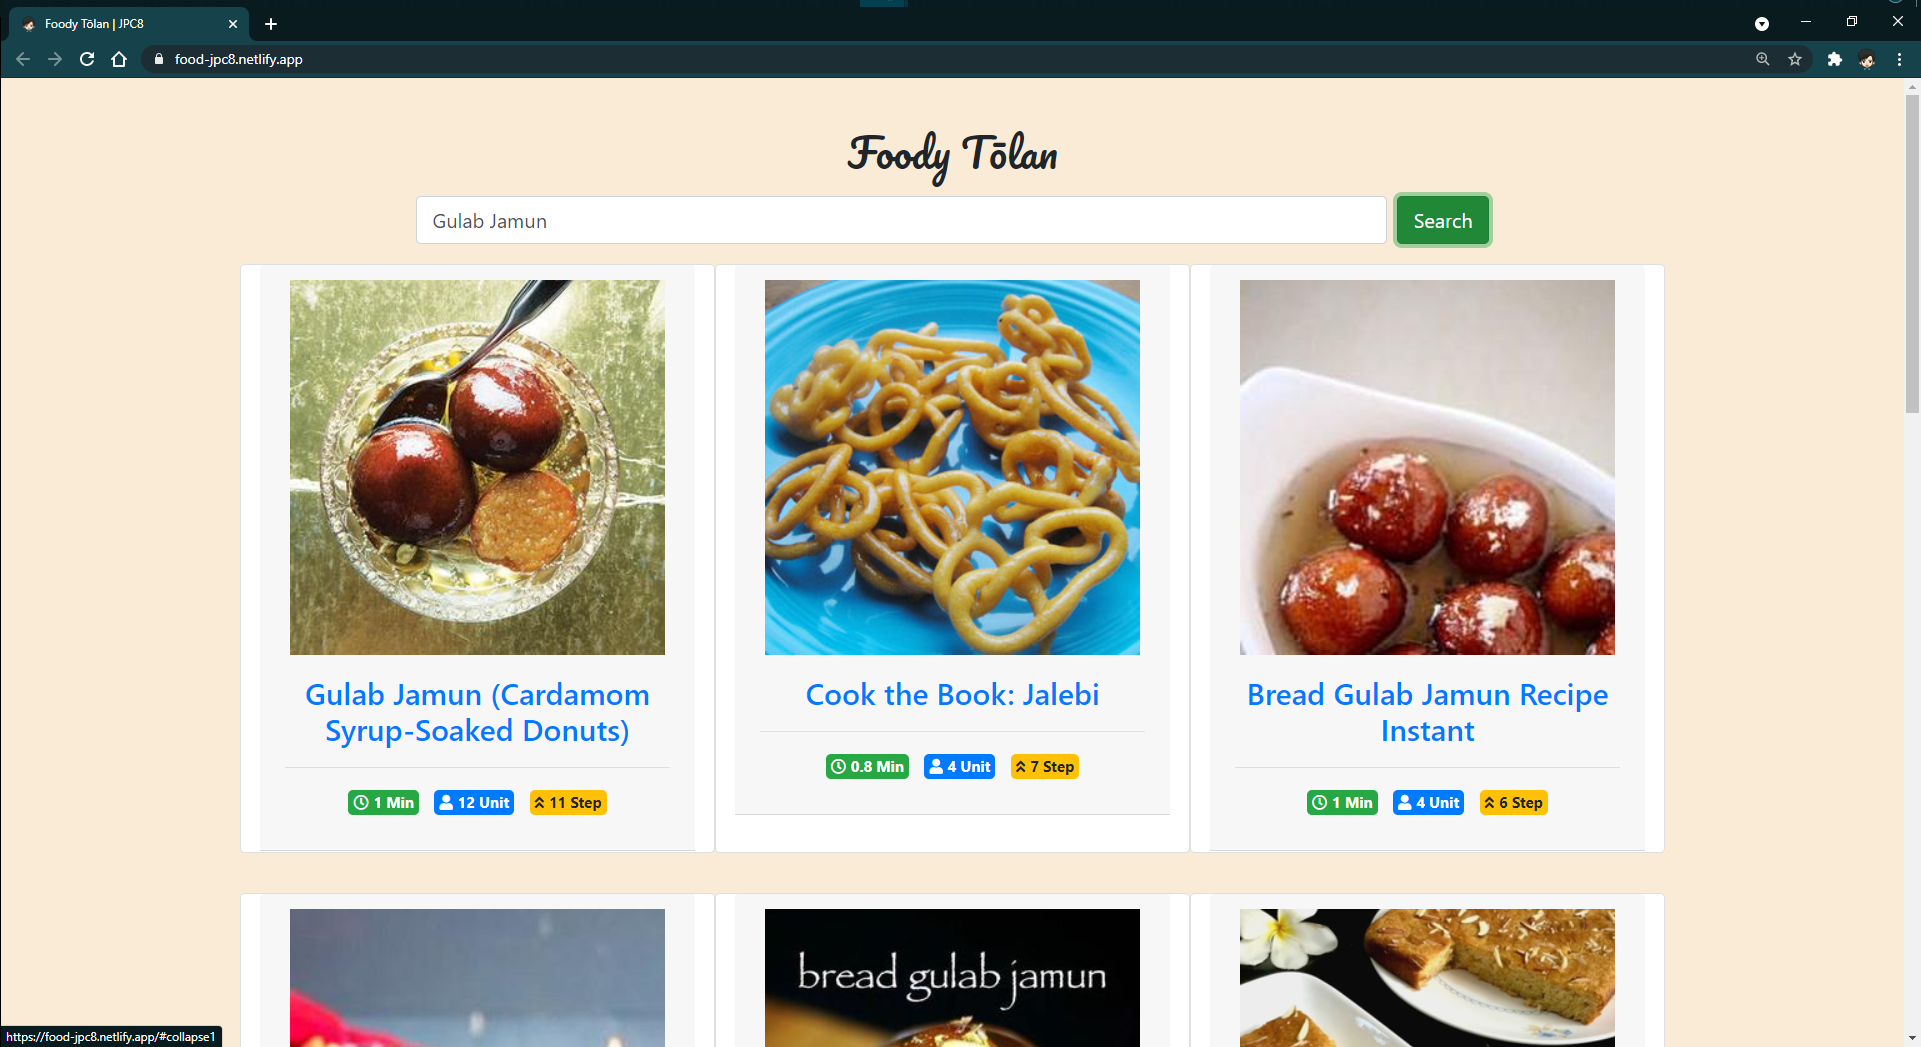 Foody Tōlan | JPC8
food-jpc8.netlify.app
Foody Tōlan
Gulab Jamun
Search
Gulab Jamun (Cardamom
Syrup-Soaked Donuts)
1 Min 12 Unit 11 Step
Cook the Book: Jalebi
0.8 Min 4 Unit 7 Step
Bread Gulab Jamun Recipe
Instant
1 Min 4 Unit 6 Step
bread gulab jamun
https://food-jpc8.netlify.app/#collapse1